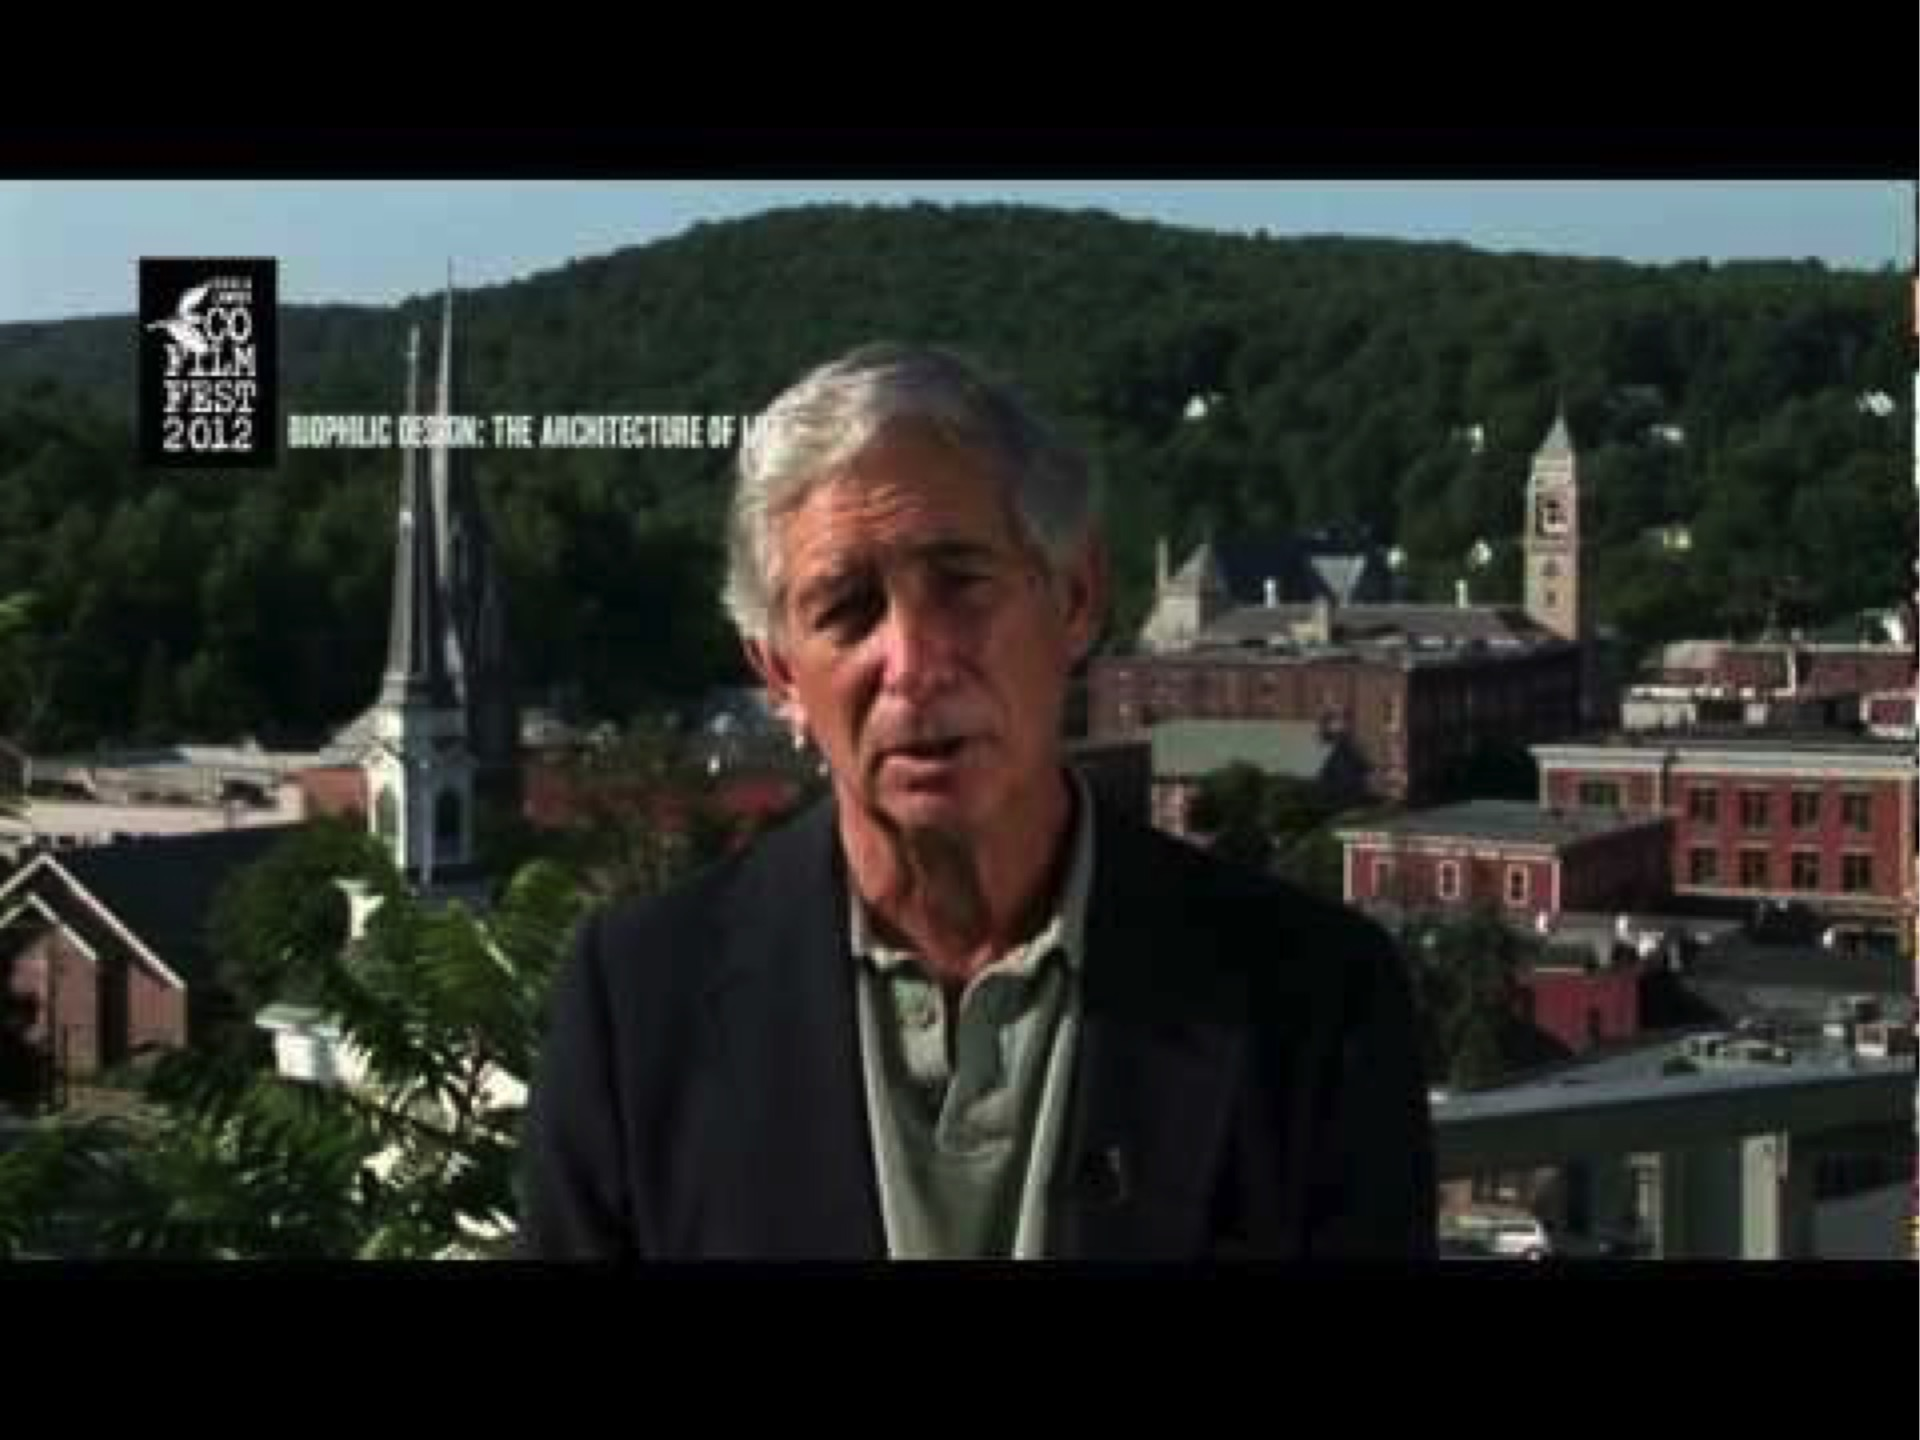 ECO
FILM
FEST
2012
BIOPHILIC DESIGN: THE ARCHITECTURE OF